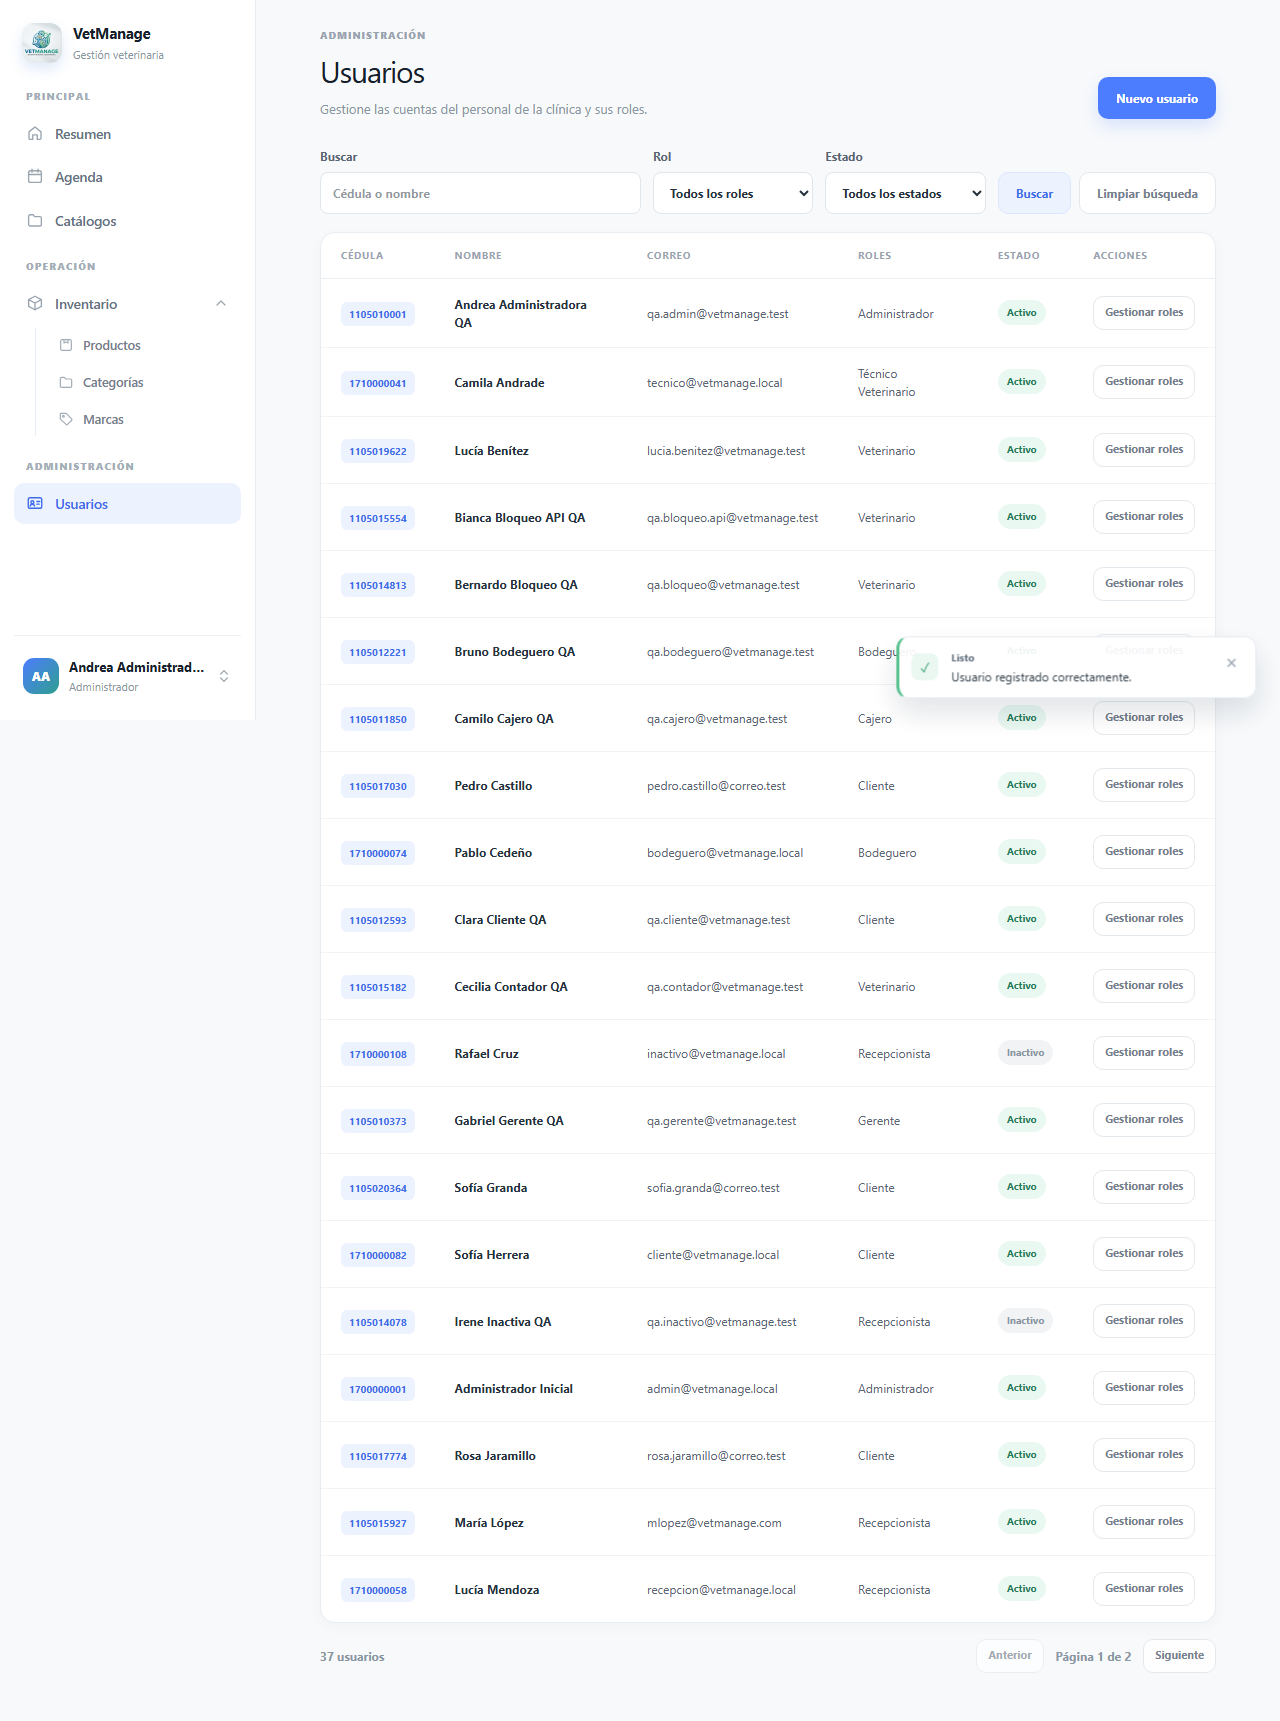 VETMANAGE
VetManage
Gestión veterinaria
PRINCIPAL
Resumen
Agenda
Catálogos
OPERACIÓN
Inventario
Productos
Categorías
Marcas
ADMINISTRACIÓN
Usuarios
AA
Andrea Administrad...
Administrador
ADMINISTRACIÓN
Usuarios
Gestione las cuentas del personal de la clínica y sus roles.
Nuevo usuario
Buscar Rol Estado
Cédula o nombre Todos los roles Todos los estados Buscar Limpiar búsqueda
CÉDULA NOMBRE CORREO ROLES ESTADO ACCIONES
1105010001 Andrea Administradora QA qa.admin@vetmanage.test Administrador Activo Gestionar roles
1710000041 Camila Andrade tecnico@vetmanage.local Técnico Veterinario Activo Gestionar roles
1105019622 Lucía Benítez lucia.benitez@vetmanage.test Veterinario Activo Gestionar roles
1105015554 Bianca Bloqueo API QA qa.bloqueo.api@vetmanage.test Veterinario Activo Gestionar roles
1105014813 Bernardo Bloqueo QA qa.bloqueo@vetmanage.test Veterinario Activo Gestionar roles
1105012221 Bruno Bodeguero QA qa.bodeguero@vetmanage.test Bodeguero Activo Gestionar roles
Listo
Usuario registrado correctamente.
1105011850 Camilo Cajero QA qa.cajero@vetmanage.test Cajero Activo Gestionar roles
1105017030 Pedro Castillo pedro.castillo@correo.test Cliente Activo Gestionar roles
1710000074 Pablo Cedeño bodeguero@vetmanage.local Bodeguero Activo Gestionar roles
1105012593 Clara Cliente QA qa.cliente@vetmanage.test Cliente Activo Gestionar roles
1105015182 Cecilia Contador QA qa.contador@vetmanage.test Veterinario Activo Gestionar roles
1710000108 Rafael Cruz inactivo@vetmanage.local Recepcionista Inactivo Gestionar roles
1105010373 Gabriel Gerente QA qa.gerente@vetmanage.test Gerente Activo Gestionar roles
1105020364 Sofía Granda sofia.granda@correo.test Cliente Activo Gestionar roles
1710000082 Sofía Herrera cliente@vetmanage.local Cliente Activo Gestionar roles
1105014078 Irene Inactiva QA qa.inactivo@vetmanage.test Recepcionista Inactivo Gestionar roles
1700000001 Administrador Inicial admin@vetmanage.local Administrador Activo Gestionar roles
1105017774 Rosa Jaramillo rosa.jaramillo@correo.test Cliente Activo Gestionar roles
1105015927 María López mlopez@vetmanage.com Recepcionista Activo Gestionar roles
1710000058 Lucía Mendoza recepcion@vetmanage.local Recepcionista Activo Gestionar roles
37 usuarios Anterior Página 1 de 2 Siguiente